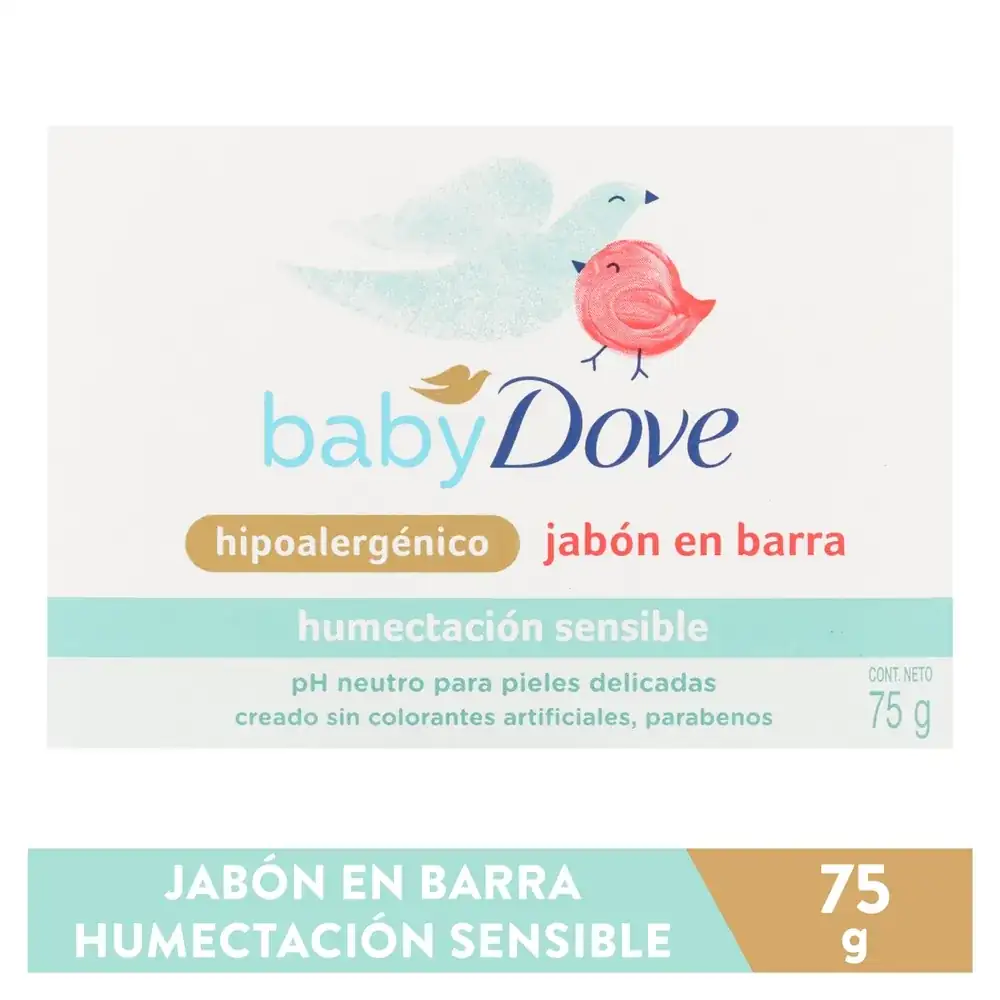 baby Dove
hipoalergénico jabón en barra
humectación sensible
pH neutro para pieles delicadas
creado sin colorantes artificiales, parabenos
CONT. NETO
75 g
JABÓN EN BARRA
HUMECTACIÓN SENSIBLE
75
g